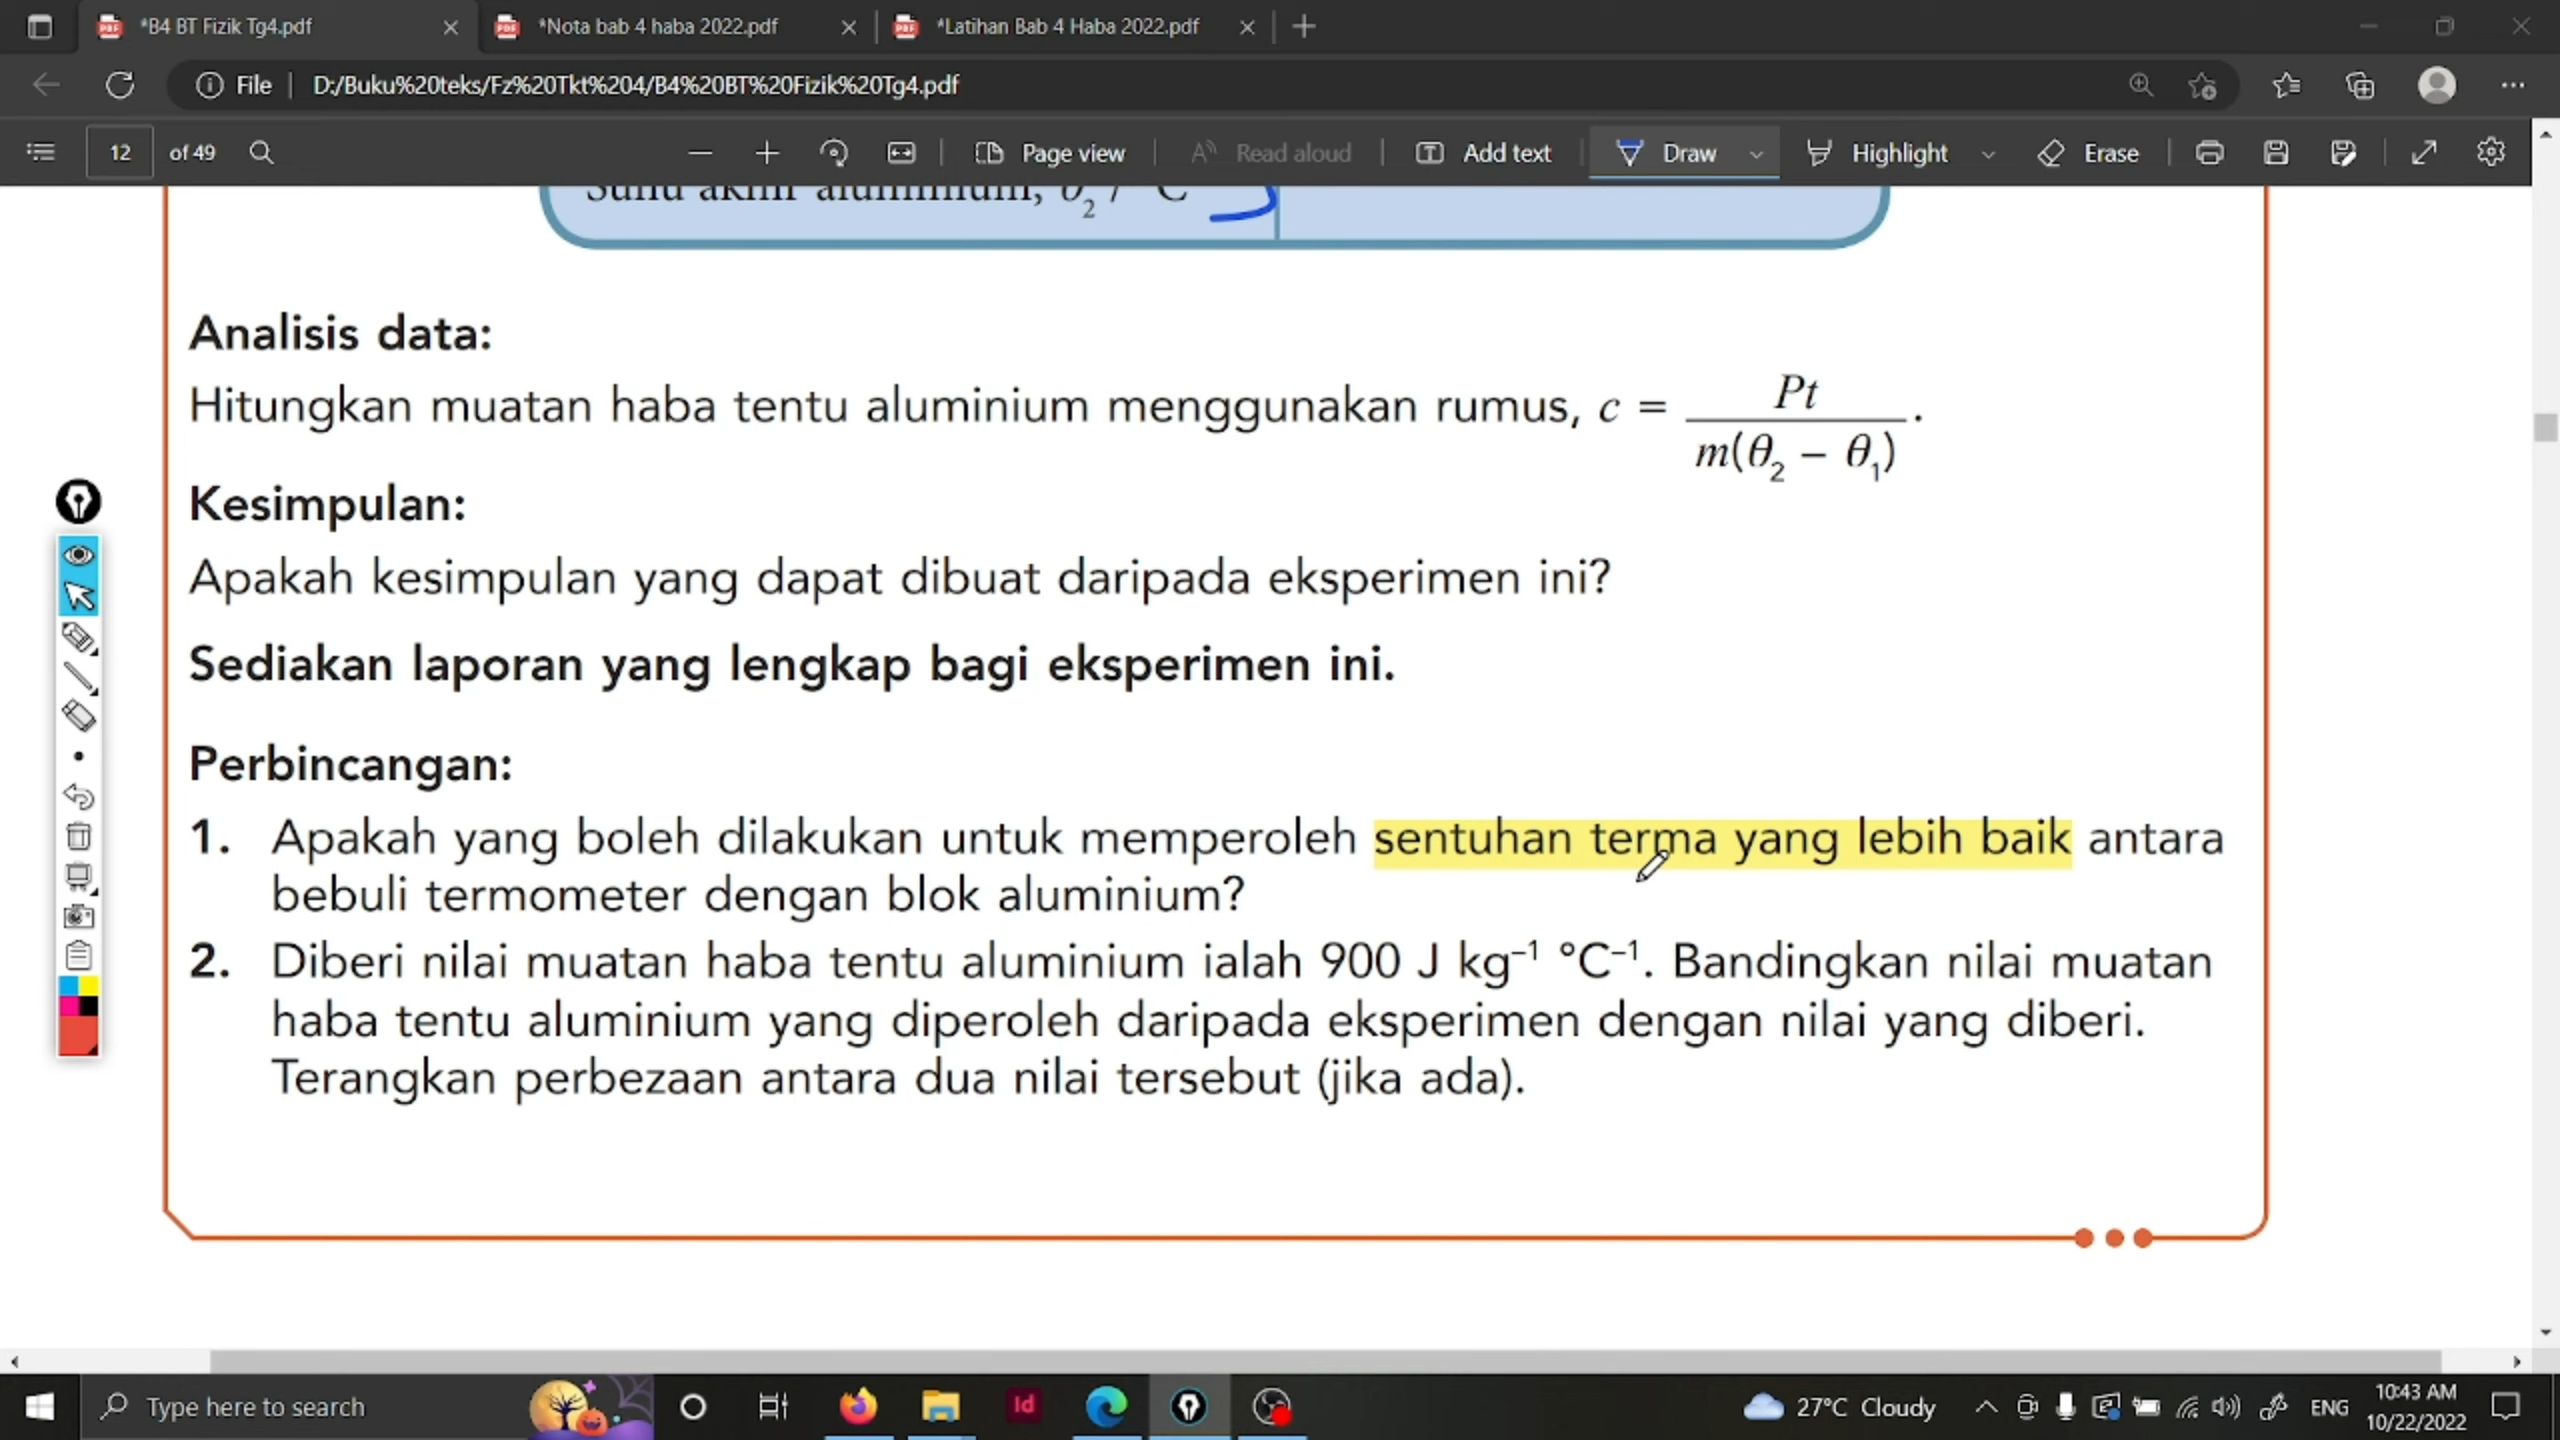 *B4 BT Fizik Tg4.pdf
*Nota bab 4 haba 2022.pdf
*Latihan Bab 4 Haba 2022.pdf
File
D:/Buku%20teks/Fz%20Tkt%204/B4%20BT%20Fizik%20Tg4.pdf
12 of 49
Page view
Read aloud
Add text
Draw
Highlight
Erase
Suhu akhir aluminium, θ₂ / °C
Analisis data:
Hitungkan muatan haba tentu aluminium menggunakan rumus, c = Pt / m(θ₂ – θ₁).
Kesimpulan:
Apakah kesimpulan yang dapat dibuat daripada eksperimen ini?
Sediakan laporan yang lengkap bagi eksperimen ini.
Perbincangan:
1. Apakah yang boleh dilakukan untuk memperoleh sentuhan terma yang lebih baik antara
bebuli termometer dengan blok aluminium?
2. Diberi nilai muatan haba tentu aluminium ialah 900 J kg⁻¹ °C⁻¹. Bandingkan nilai muatan
haba tentu aluminium yang diperoleh daripada eksperimen dengan nilai yang diberi.
Terangkan perbezaan antara dua nilai tersebut (jika ada).
Type here to search
Id
27°C Cloudy
ENG
10:43 AM
10/22/2022